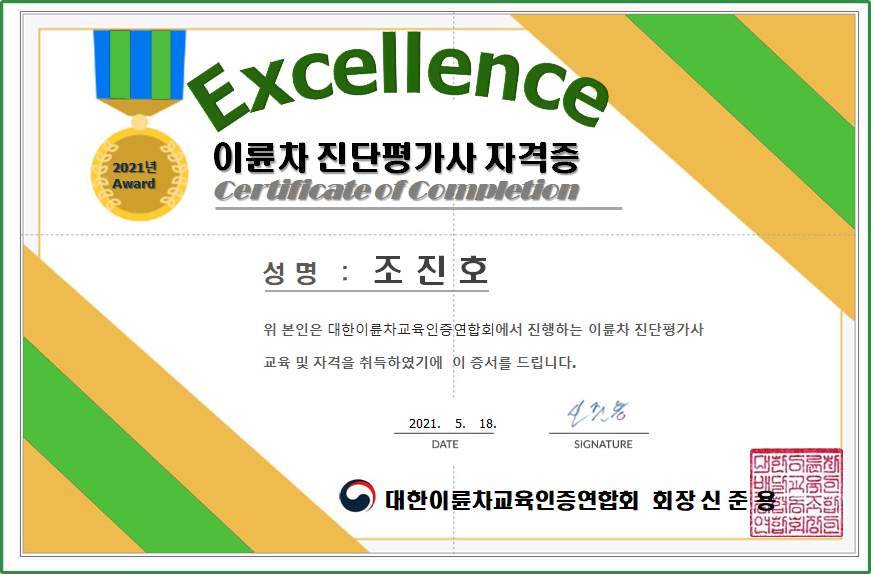 Excellence
2021년
Award
이륜차 진단평가사 자격증
Certificate of Completion
성 명 : 조 진 호
위 본인은 대한이륜차교육인증연합회에서 진행하는 이륜차 진단평가사
교육 및 자격을 취득하였기에 이 증서를 드립니다.
2021. 5. 18.
DATE
SIGNATURE
대한이륜차교육인증연합회 회장 신 준 용